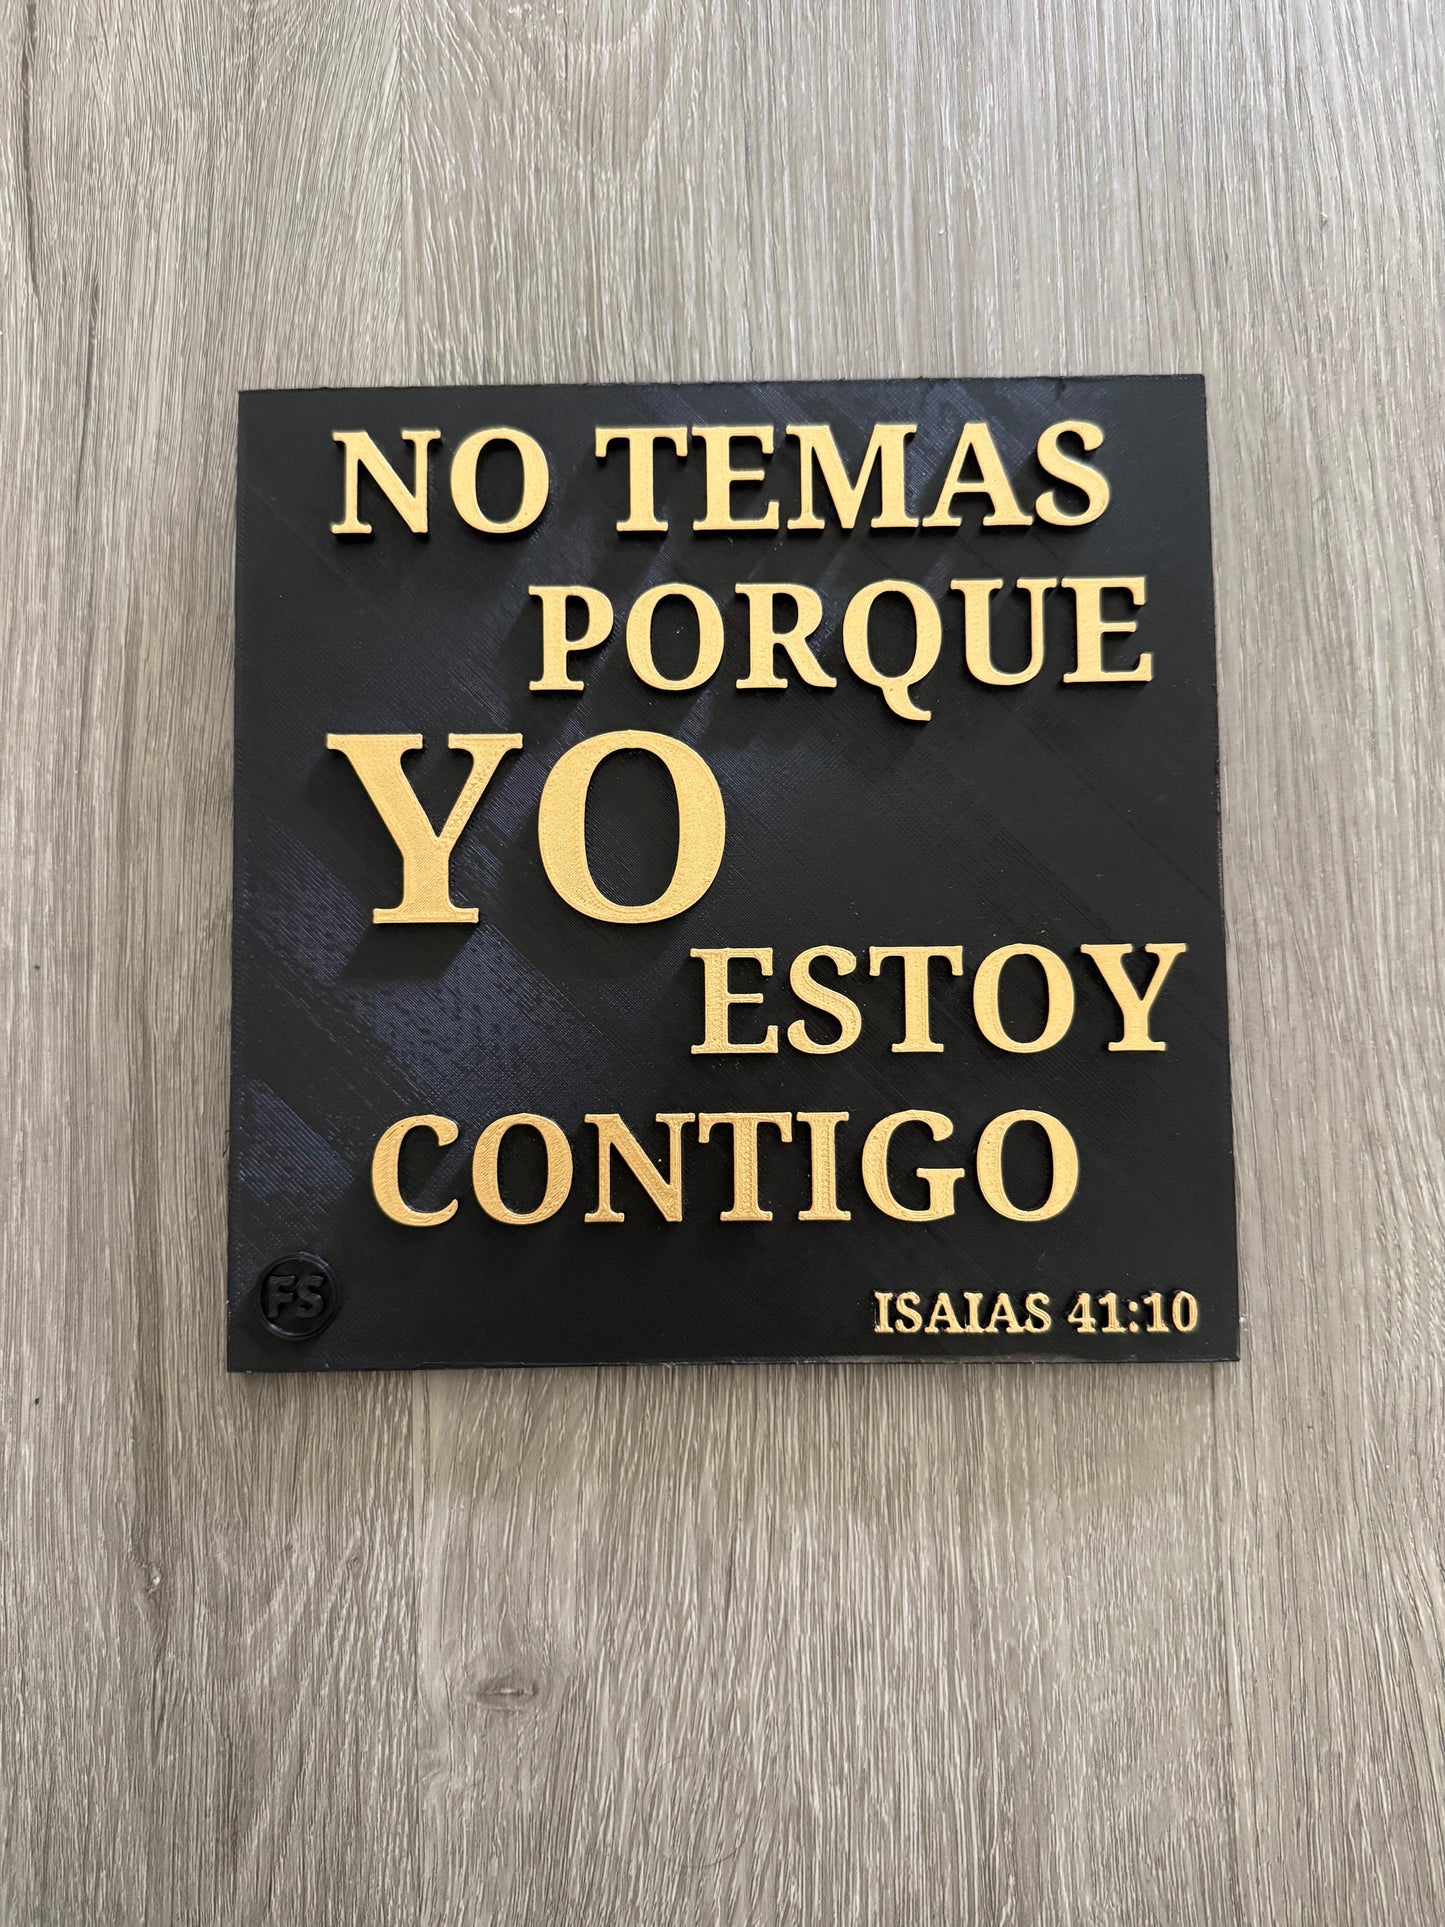 NO TEMAS
PORQUE
YO
ESTOY
CONTIGO
FS
ISAIAS 41:10